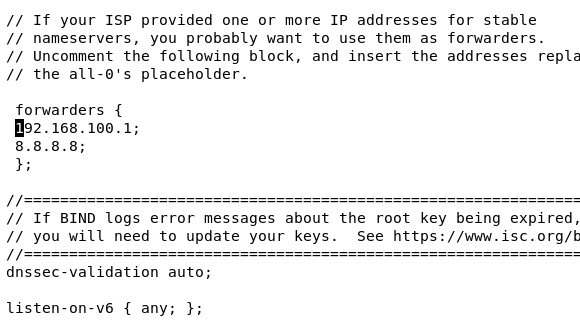 // If your ISP provided one or more IP addresses for stable
// nameservers, you probably want to use them as forwarders.
// Uncomment the following block, and insert the addresses repla
// the all-0's placeholder.
forwarders {
192.168.100.1;
8.8.8.8;
};
//==============================================================
// If BIND logs error messages about the root key being expired,
// you will need to update your keys.  See https://www.isc.org/b
//==============================================================
dnssec-validation auto;
listen-on-v6 { any; };